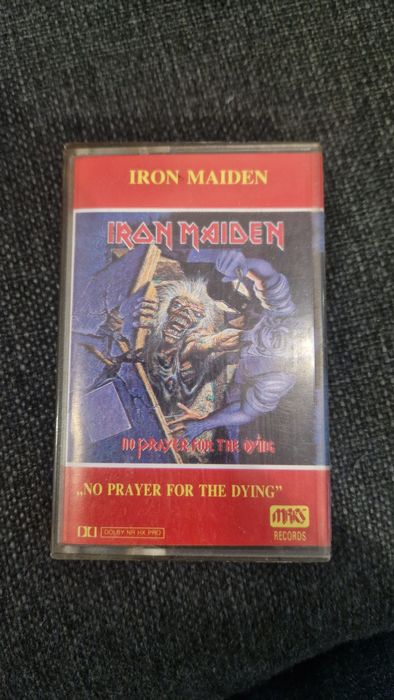 IRON MAIDEN
IRON MAIDEN
NO PRAYER FOR THE DYING
„NO PRAYER FOR THE DYING”
DOLBY NR HX PRO
MARS
RECORDS